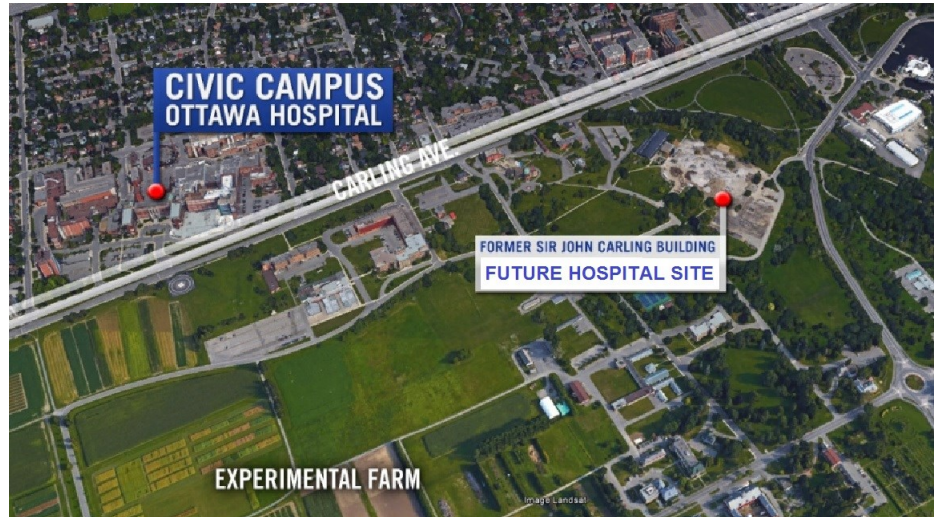 CIVIC CAMPUS
OTTAWA HOSPITAL
CARLING AVE
FORMER SIR JOHN CARLING BUILDING
FUTURE HOSPITAL SITE
EXPERIMENTAL FARM
Image Landsat